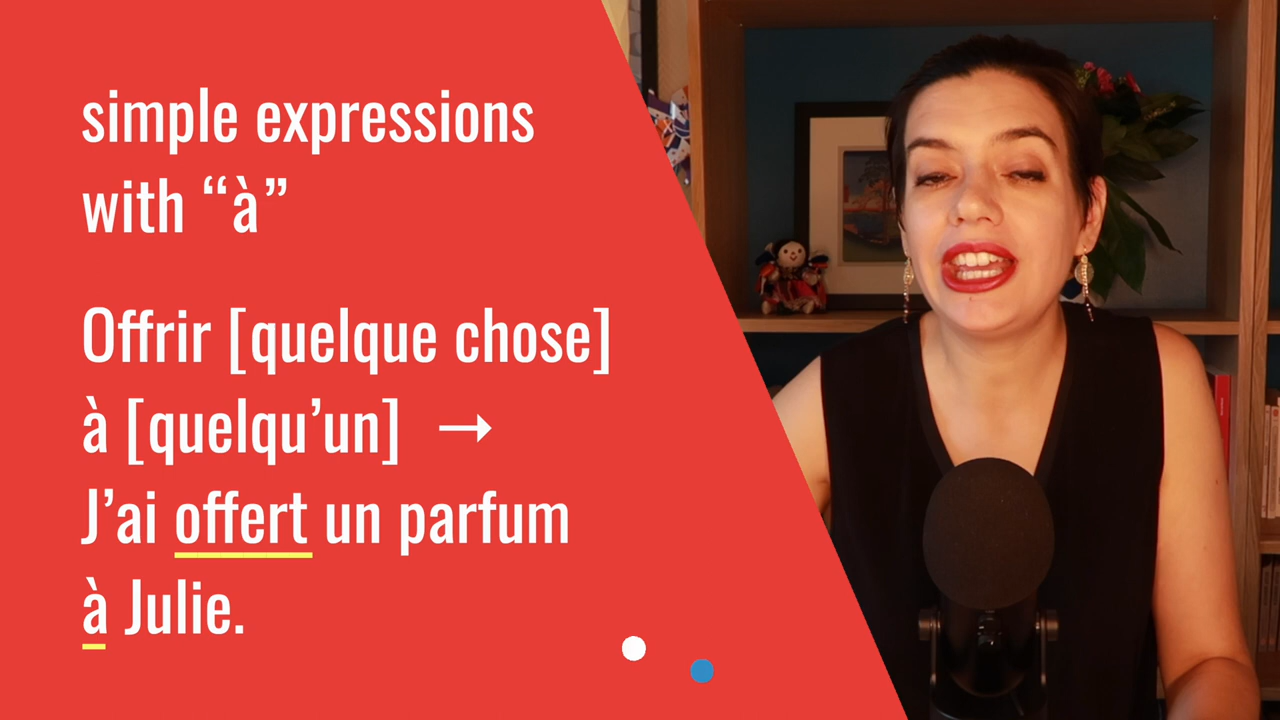 simple expressions
with “à”
Offrir [quelque chose]
à [quelqu’un] →
J’ai offert un parfum
à Julie.